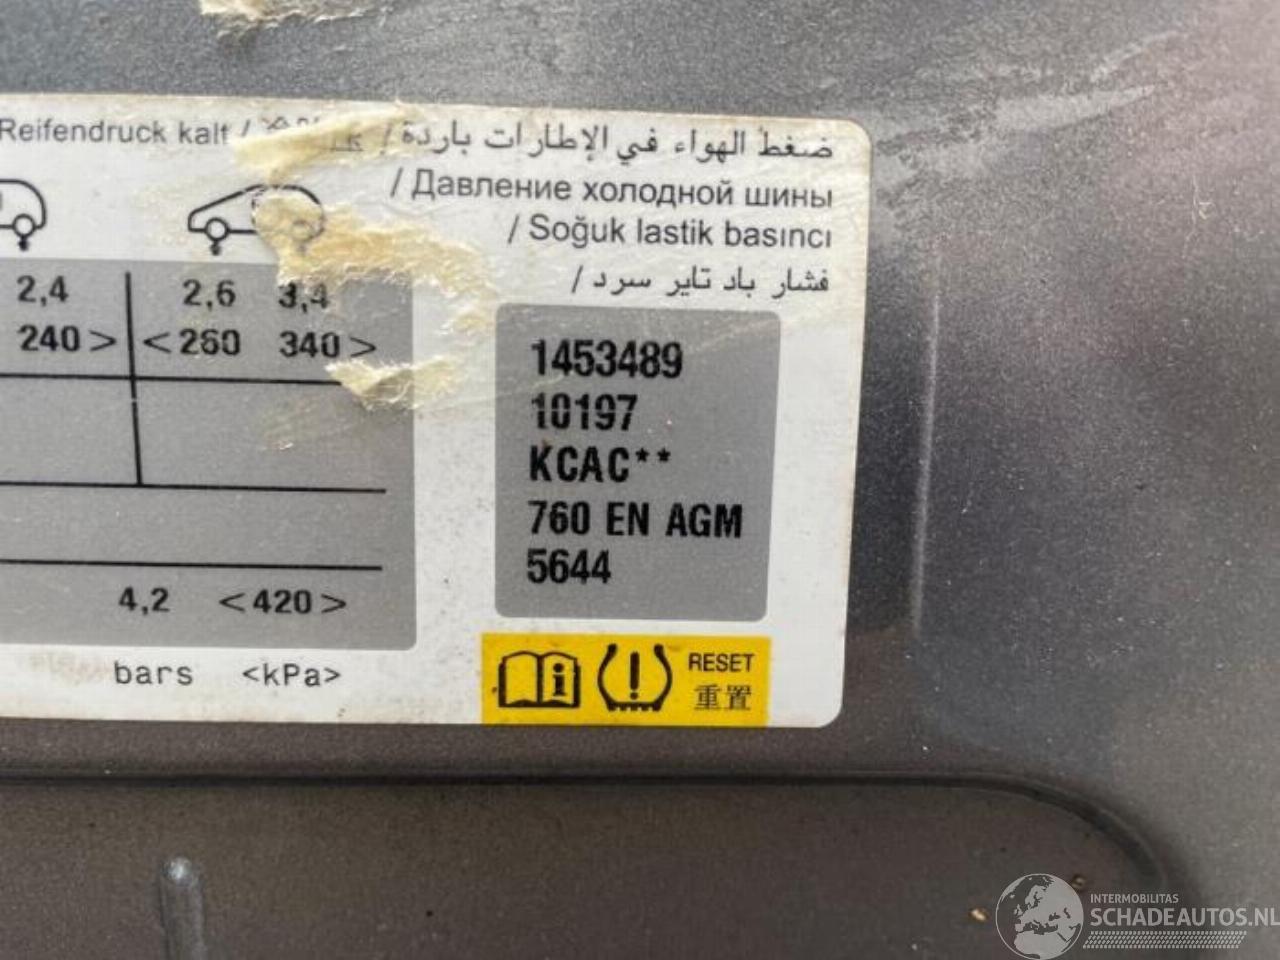 Reifendruck kalt /
/ ضغط الهواء في الإطارات باردة
/ Давление холодной шины
/ Soğuk lastik basıncı
/ فشار باد تایر سرد
2,4 2,6 3,4
240> <260 340>
4,2 <420>
bars <kPa>
1453489
10197
KCAC**
760 EN AGM
5644
RESET
重置
INTERMOBILITAS
SCHADEAUTOS.NL